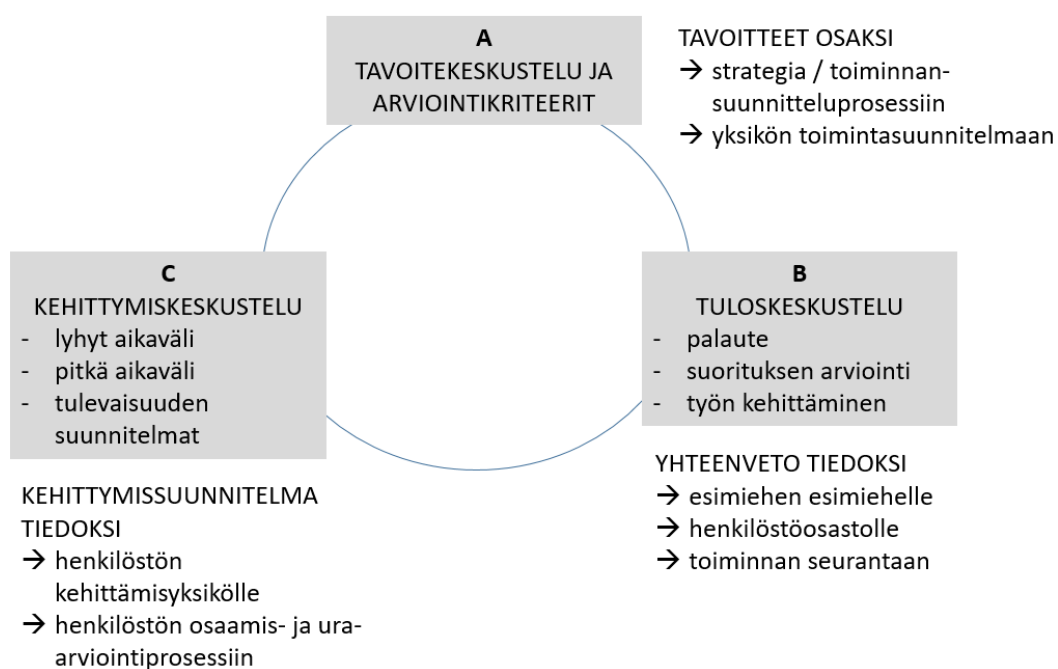 A
TAVOITEKESKUSTELU JA
ARVIOINTIKRITEERIT
TAVOITTEET OSAKSI
→ strategia / toiminnan-
suunnitteluprosessiin
→ yksikön toimintasuunnitelmaan
B
TULOSKESKUSTELU
- palaute
- suorituksen arviointi
- työn kehittäminen
YHTEENVETO TIEDOKSI
→ esimiehen esimiehelle
→ henkilöstöosastolle
→ toiminnan seurantaan
C
KEHITTYMISKESKUSTELU
- lyhyt aikaväli
- pitkä aikaväli
- tulevaisuuden
suunnitelmat
KEHITTYMISSUUNNITELMA
TIEDOKSI
→ henkilöstön
kehittämisyksikölle
→ henkilöstön osaamis- ja ura-
arviointiprosessiin